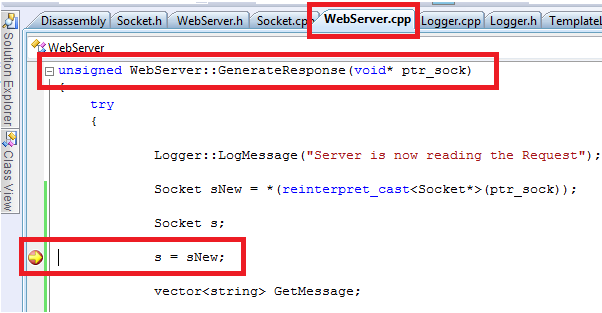 Disassembly Socket.h WebServer.h Socket.cpp WebServer.cpp Logger.cpp Logger.h TemplateL
Solution Explorer
Class View
WebServer
unsigned WebServer::GenerateResponse(void* ptr_sock)
{
try
{
Logger::LogMessage("Server is now reading the Request");
Socket sNew = *(reinterpret_cast<Socket*>(ptr_sock));
Socket s;
s = sNew;
vector<string> GetMessage;